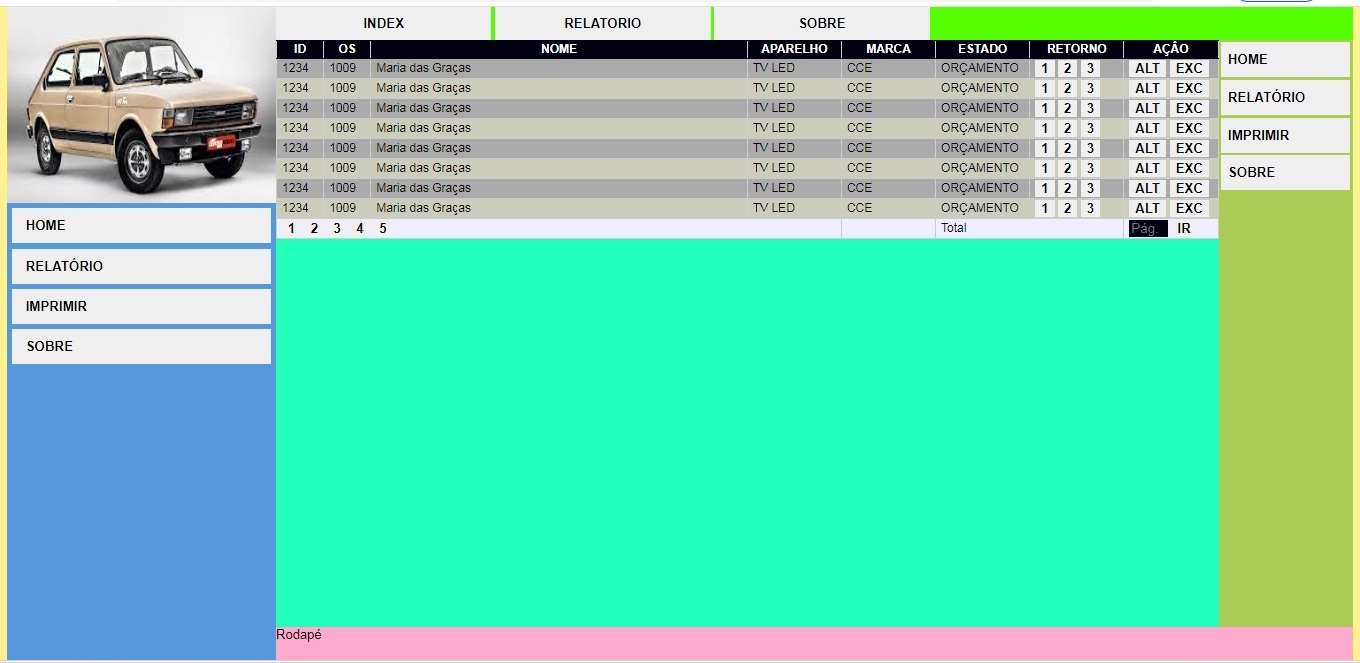 INDEX RELATORIO SOBRE
ID OS NOME APARELHO MARCA ESTADO RETORNO AÇÂO
1234 1009 Maria das Graças TV LED CCE ORÇAMENTO 1 2 3 ALT EXC
1234 1009 Maria das Graças TV LED CCE ORÇAMENTO 1 2 3 ALT EXC
1234 1009 Maria das Graças TV LED CCE ORÇAMENTO 1 2 3 ALT EXC
1234 1009 Maria das Graças TV LED CCE ORÇAMENTO 1 2 3 ALT EXC
1234 1009 Maria das Graças TV LED CCE ORÇAMENTO 1 2 3 ALT EXC
1234 1009 Maria das Graças TV LED CCE ORÇAMENTO 1 2 3 ALT EXC
1234 1009 Maria das Graças TV LED CCE ORÇAMENTO 1 2 3 ALT EXC
1234 1009 Maria das Graças TV LED CCE ORÇAMENTO 1 2 3 ALT EXC
1 2 3 4 5 Total Pág. IR
HOME
RELATÓRIO
IMPRIMIR
SOBRE
HOME
RELATÓRIO
IMPRIMIR
SOBRE
Rodapé